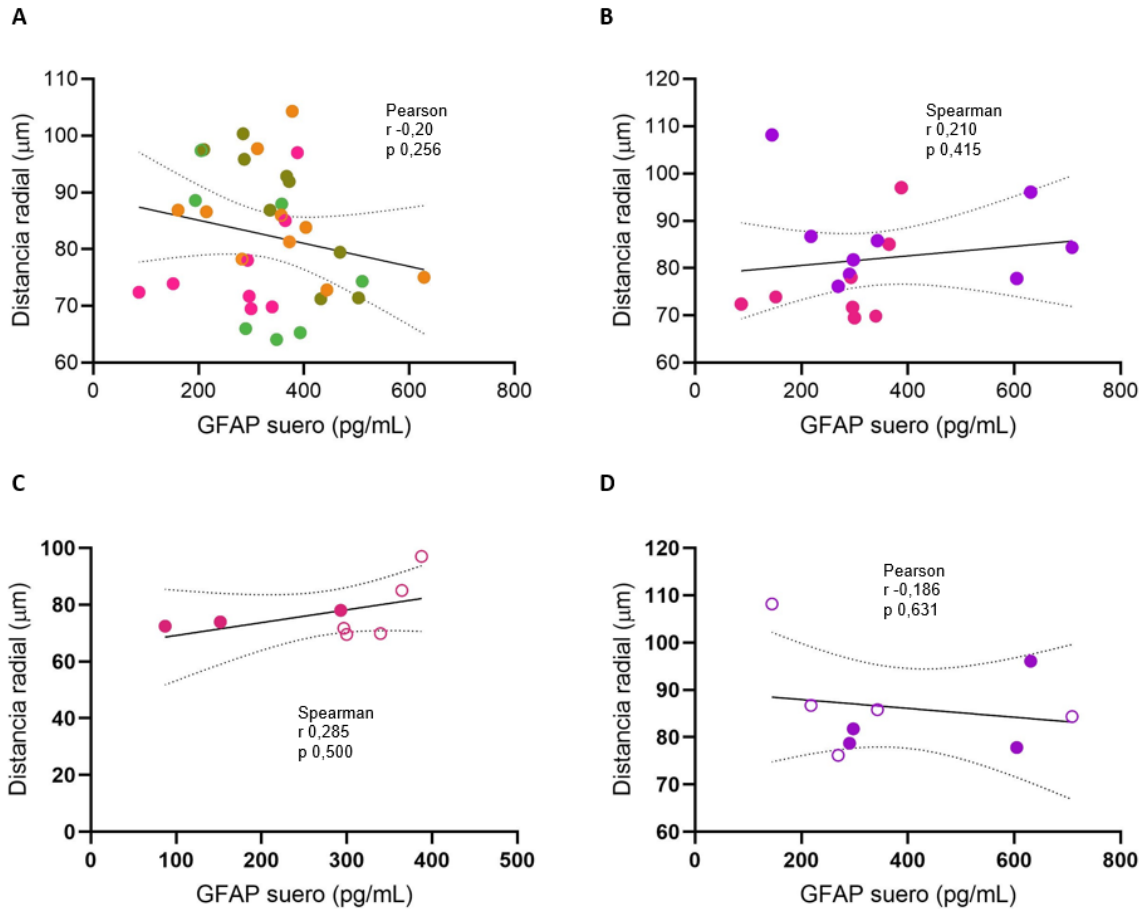 A
Distancia radial (μm)
110
100
90
80
70
60
Pearson
r -0,20
p 0,256
0
200
400
600
800
GFAP suero (pg/mL)
B
Distancia radial (μm)
120
110
100
90
80
70
60
Spearman
r 0,210
p 0,415
0
200
400
600
800
GFAP suero (pg/mL)
C
Distancia radial (μm)
100
80
60
40
20
0
Spearman
r 0,285
p 0,500
0
100
200
300
400
500
GFAP suero (pg/mL)
D
Distancia radial (μm)
120
110
100
90
80
70
60
Pearson
r -0,186
p 0,631
0
200
400
600
800
GFAP suero (pg/mL)